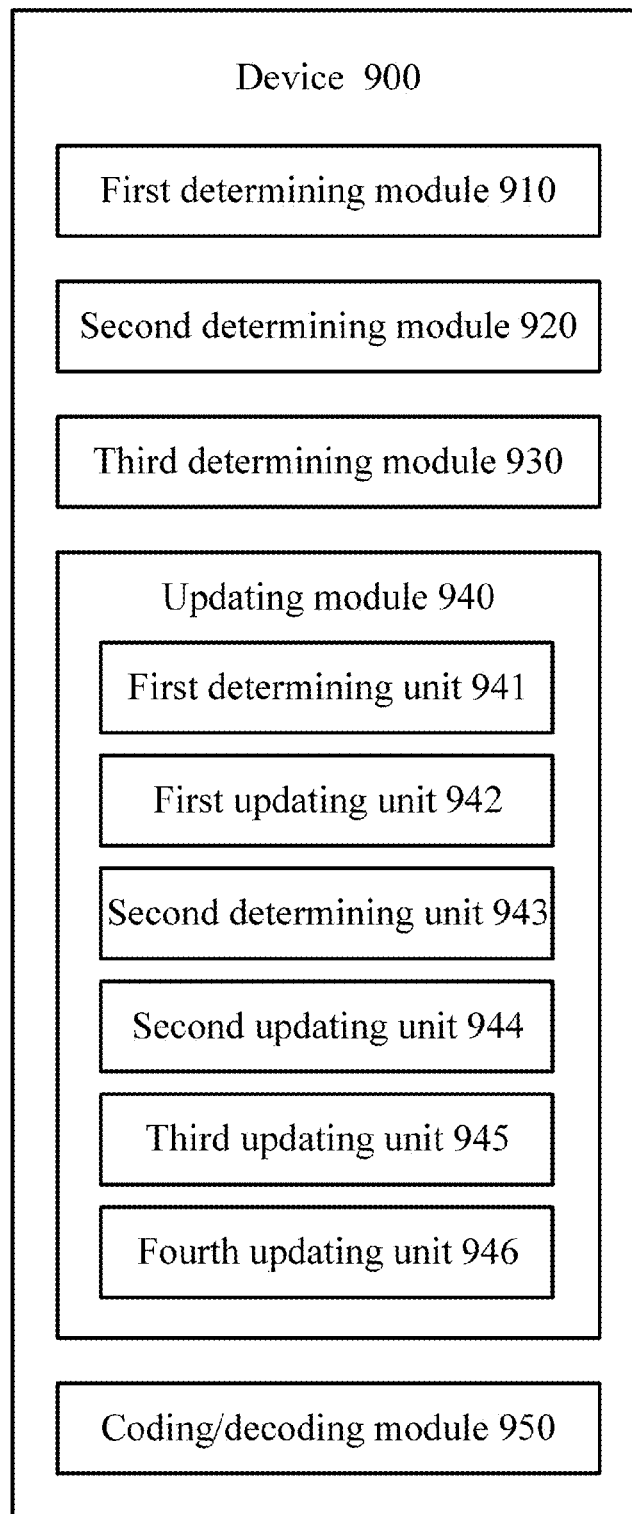 Device 900
First determining module 910
Second determining module 920
Third determining module 930
Updating module 940
First determining unit 941
First updating unit 942
Second determining unit 943
Second updating unit 944
Third updating unit 945
Fourth updating unit 946
Coding/decoding module 950